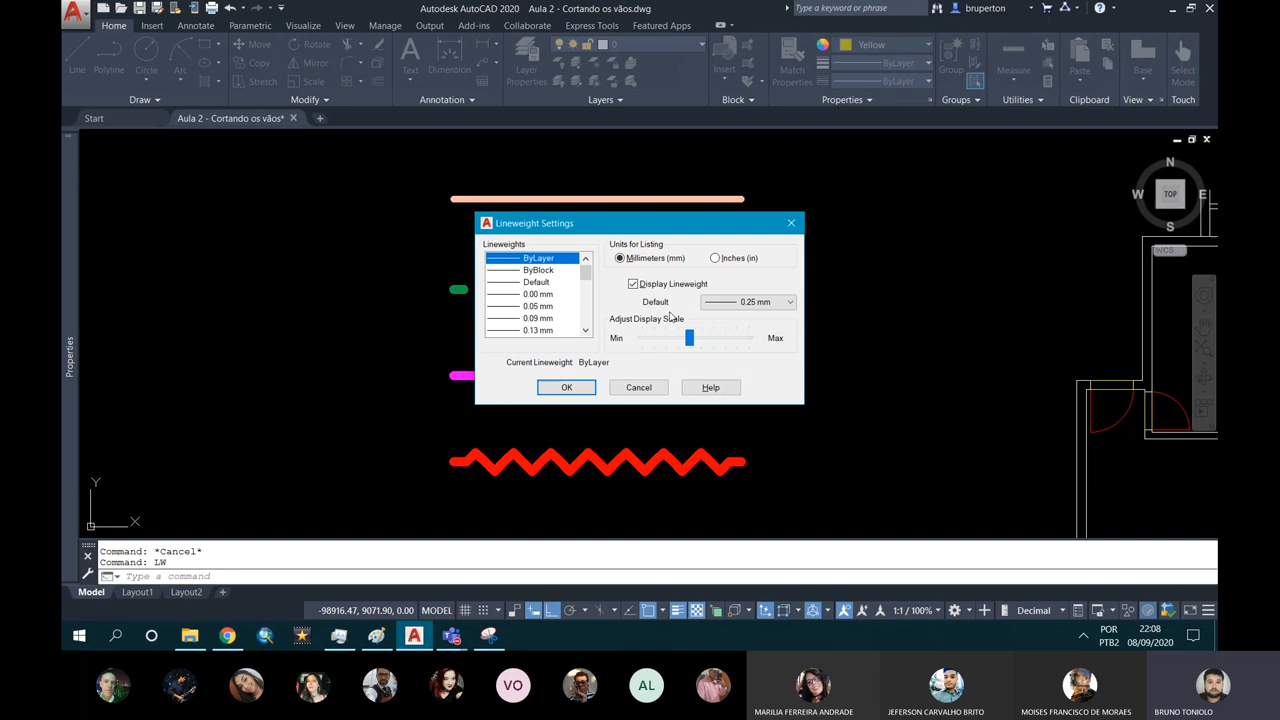 Autodesk AutoCAD 2020 Aula 2 - Cortando os vãos.dwg
Type a keyword or phrase
bruperton
Home Insert Annotate Parametric Visualize View Manage Output Add-ins Collaborate Express Tools Featured Apps
Line Polyline Circle Arc
Move Rotate
Copy Mirror
Stretch Scale
Text Dimension
Layer Properties
0
Insert
Match Properties
Yellow
ByLayer
ByLayer
Group
Measure
Paste
Base
Select Mode
Draw Modify Annotation Layers Block Properties Groups Utilities Clipboard View Touch
Start Aula 2 - Cortando os vãos*
Properties
N
W TOP E
S
WCS
Lineweight Settings
Lineweights
ByLayer
ByBlock
Default
0.00 mm
0.05 mm
0.09 mm
0.13 mm
Units for Listing
Millimeters (mm) Inches (in)
Display Lineweight
Default 0.25 mm
Adjust Display Scale
Min Max
Current Lineweight: ByLayer
OK Cancel Help
Y
X
Command: *Cancel*
Command: LW
Type a command
Model Layout1 Layout2
-98916.47, 9071.90, 0.00 MODEL 1:1 / 100% Decimal
POR
PTB2
22:08
08/09/2020
VO
AL
MARILIA FERREIRA ANDRADE
JEFERSON CARVALHO BRITO
MOISES FRANCISCO DE MORAES
BRUNO TONIOLO